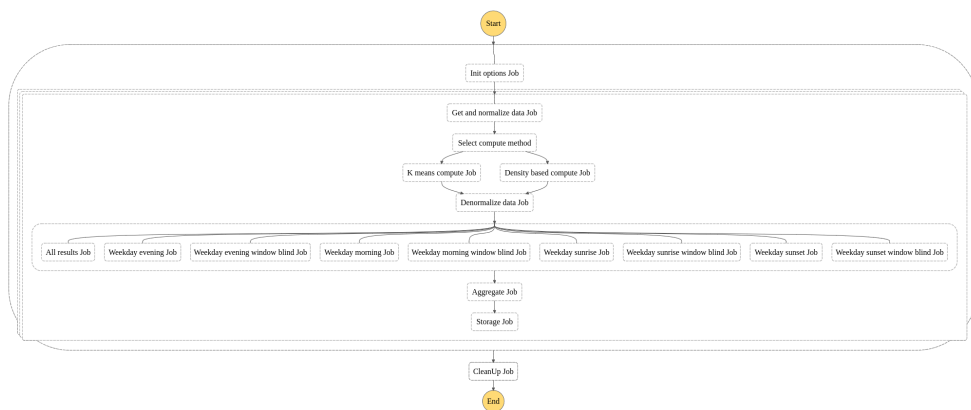 Start
Init options Job
Get and normalize data Job
Select compute method
K means compute Job
Density based compute Job
Denormalize data Job
All results Job
Weekday evening Job
Weekday evening window blind Job
Weekday morning Job
Weekday morning window blind Job
Weekday sunrise Job
Weekday sunrise window blind Job
Weekday sunset Job
Weekday sunset window blind Job
Aggregate Job
Storage Job
CleanUp Job
End